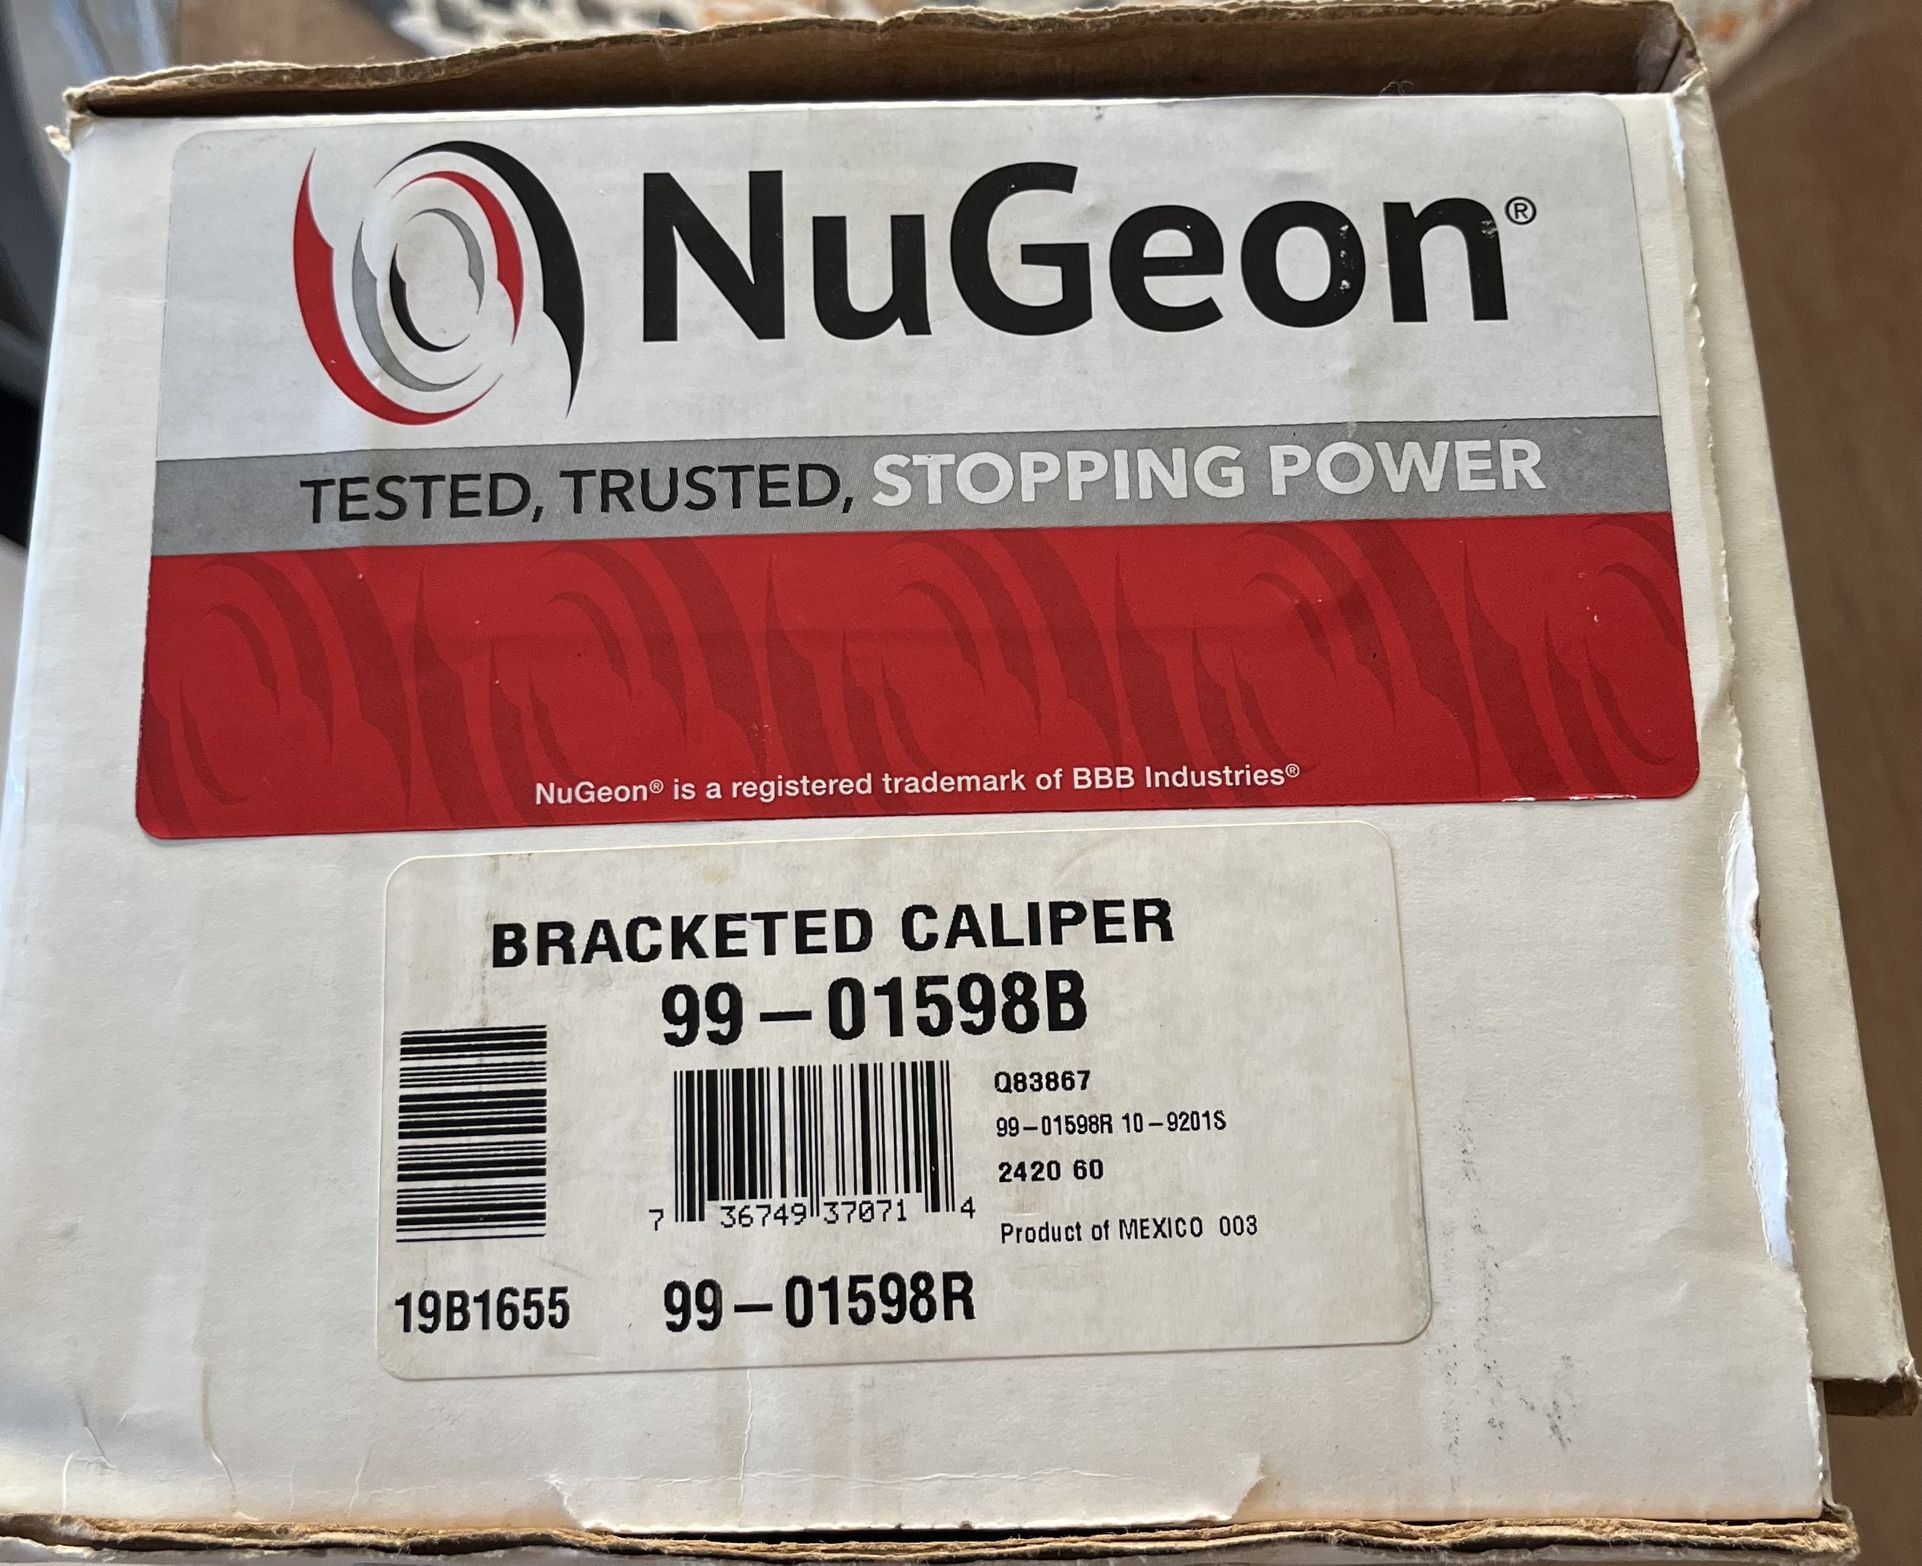 NuGeon®
TESTED, TRUSTED, STOPPING POWER
NuGeon® is a registered trademark of BBB Industries®
BRACKETED CALIPER
99-01598B
Q83867
99-01598R 10-9201S
2420 60
7 36749 37071 4
Product of MEXICO 003
19B1655 99-01598R